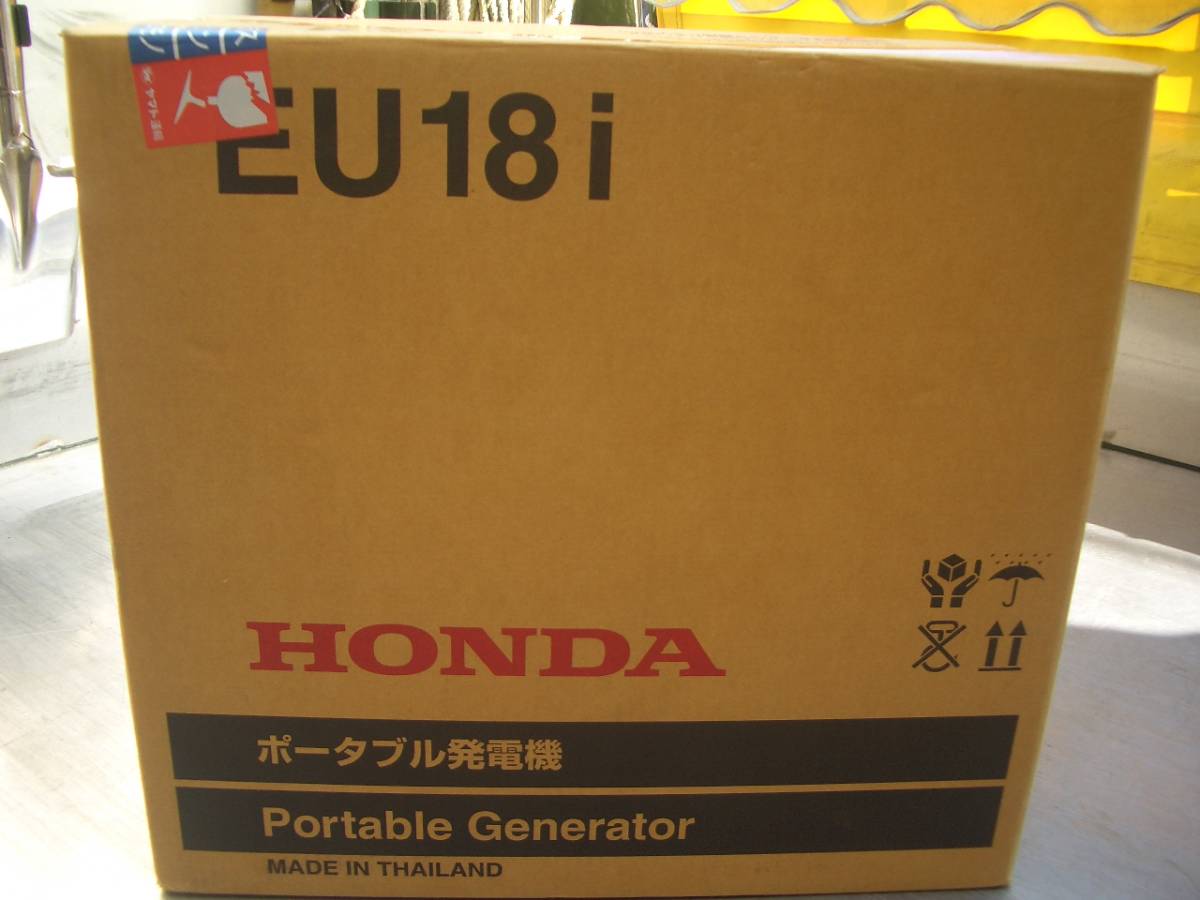 EU18i
HONDA
ポータブル発電機
Portable Generator
MADE IN THAILAND